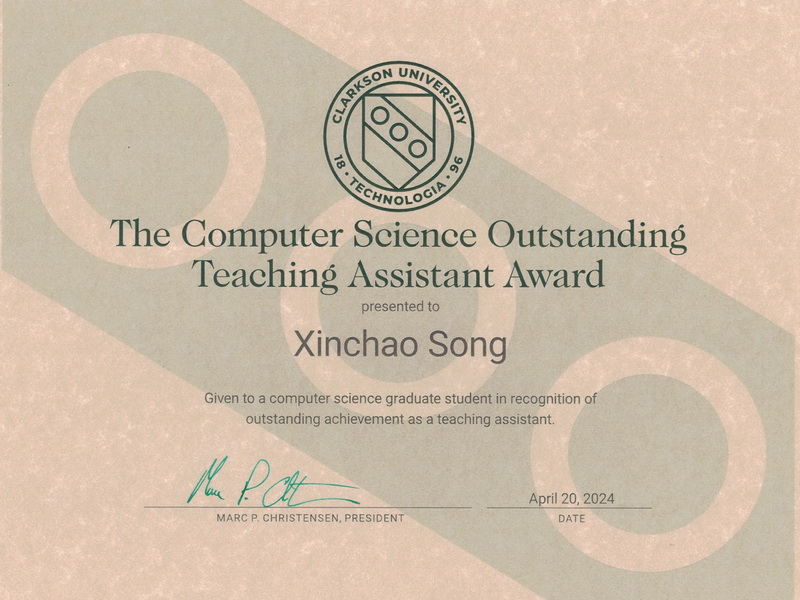 CLARKSON UNIVERSITY
18 • TECHNOLOGIA • 96
The Computer Science Outstanding
Teaching Assistant Award
presented to
Xinchao Song
Given to a computer science graduate student in recognition of
outstanding achievement as a teaching assistant.
Marc P. Ch
April 20, 2024
MARC P. CHRISTENSEN, PRESIDENT
DATE